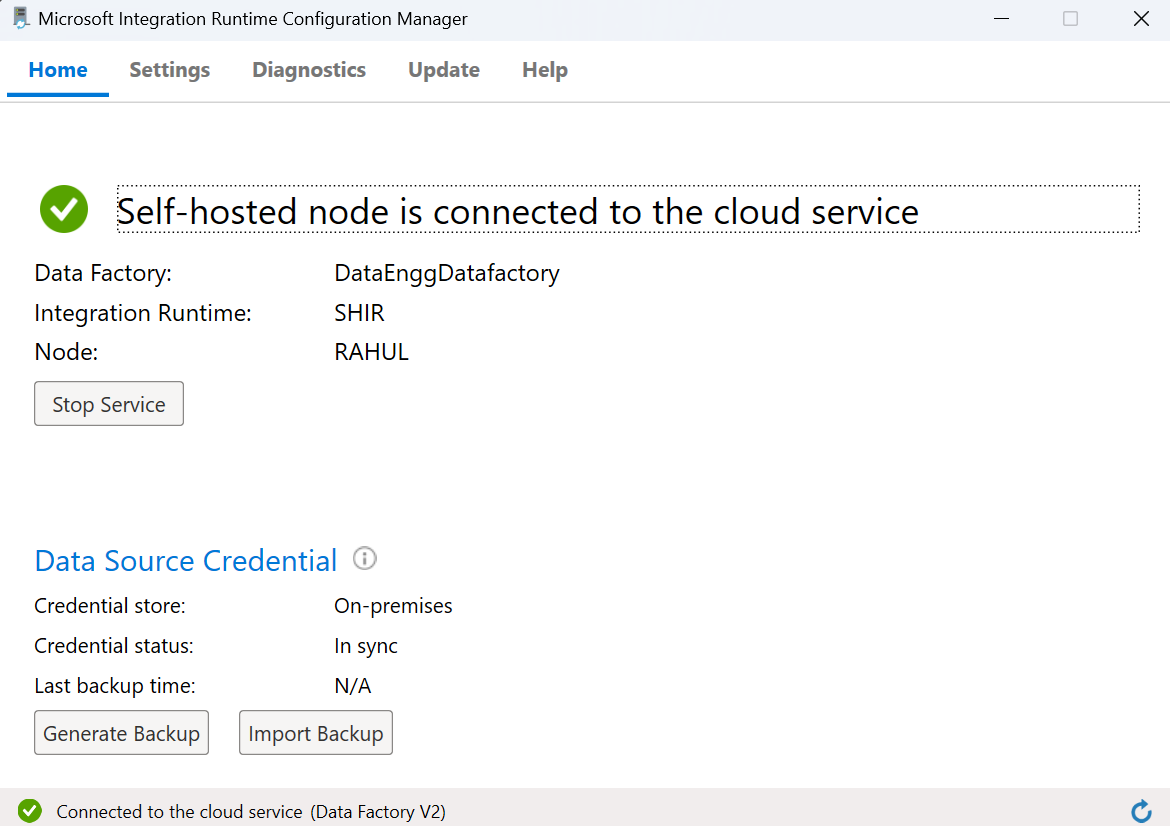 Microsoft Integration Runtime Configuration Manager
Home Settings Diagnostics Update Help
Self-hosted node is connected to the cloud service
Data Factory: DataEnggDatafactory
Integration Runtime: SHIR
Node: RAHUL
Stop Service
Data Source Credential
Credential store: On-premises
Credential status: In sync
Last backup time: N/A
Generate Backup Import Backup
Connected to the cloud service (Data Factory V2)